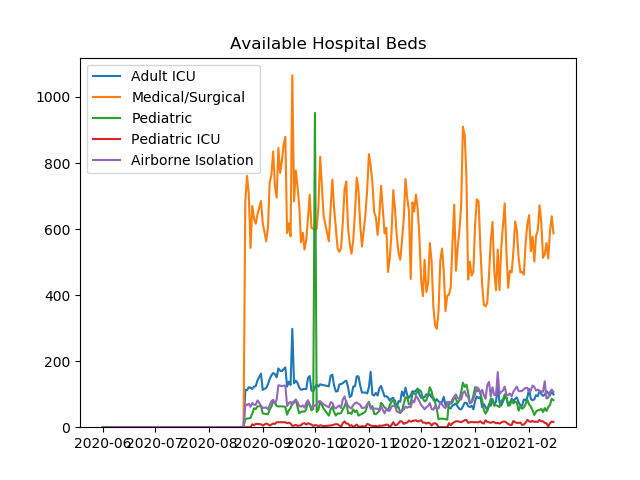 Available Hospital Beds
Adult ICU
Medical/Surgical
Pediatric
Pediatric ICU
Airborne Isolation
1000
800
600
400
200
0
2020-06 2020-07 2020-08 2020-09 2020-10 2020-11 2020-12 2021-01 2021-02